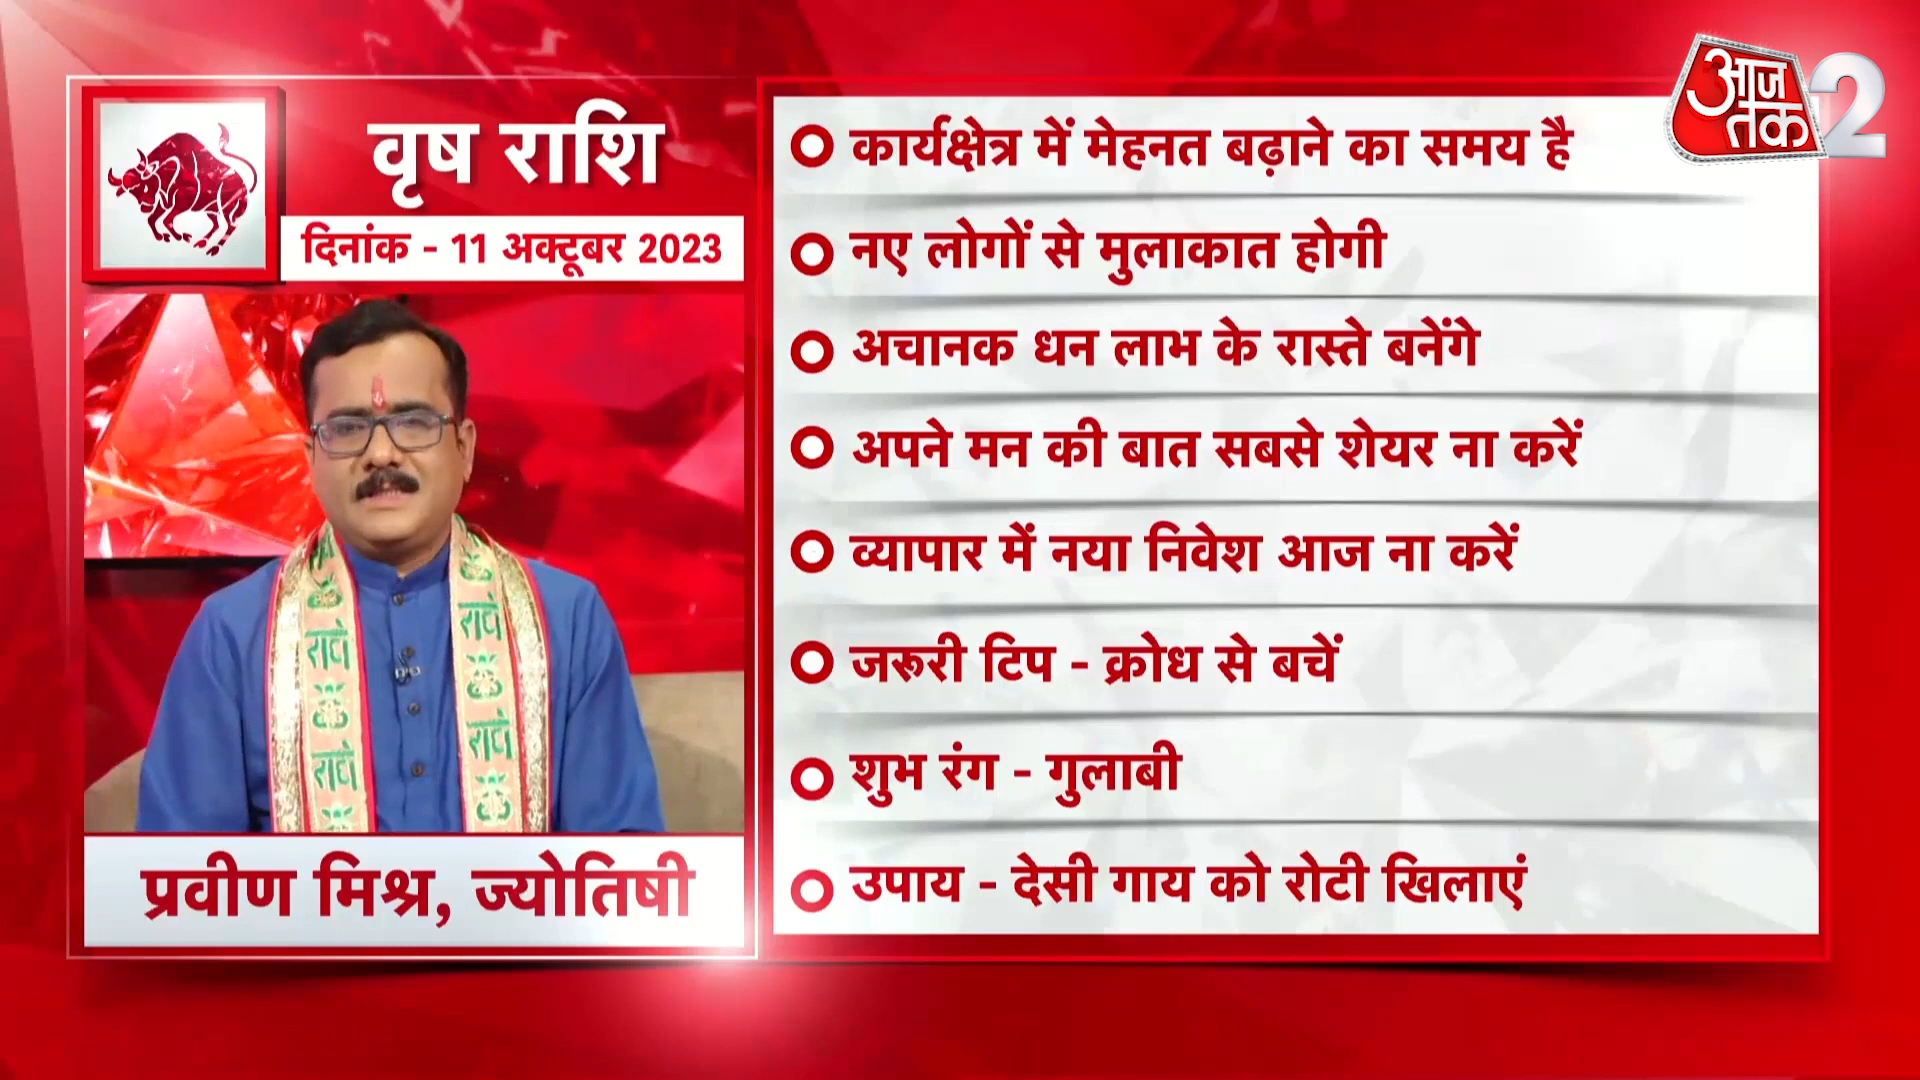 आज
तक 2
वृष राशि
दिनांक - 11 अक्टूबर 2023
कार्यक्षेत्र में मेहनत बढ़ाने का समय है
नए लोगों से मुलाकात होगी
अचानक धन लाभ के रास्ते बनेंगे
अपने मन की बात सबसे शेयर ना करें
व्यापार में नया निवेश आज ना करें
जरूरी टिप - क्रोध से बचें
शुभ रंग - गुलाबी
उपाय - देसी गाय को रोटी खिलाएं
राधे
राधे
राधे
राधे
प्रवीण मिश्र, ज्योतिषी